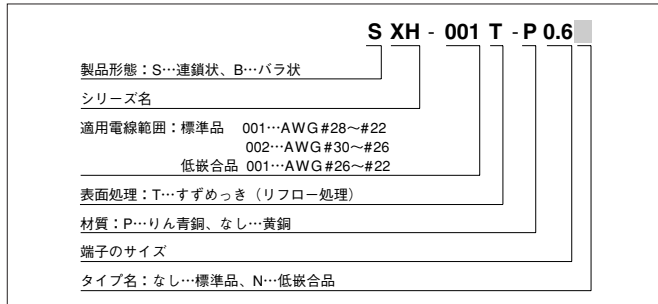 S XH - 001 T - P 0.6
製品形態：S…連鎖状、B…バラ状
シリーズ名
適用電線範囲：標準品　001…AWG#28〜#22
002…AWG#30〜#26
低嵌合品 001…AWG#26〜#22
表面処理：T…すずめっき（リフロー処理）
材質：P…りん青銅、なし…黄銅
端子のサイズ
タイプ名：なし…標準品、N…低嵌合品